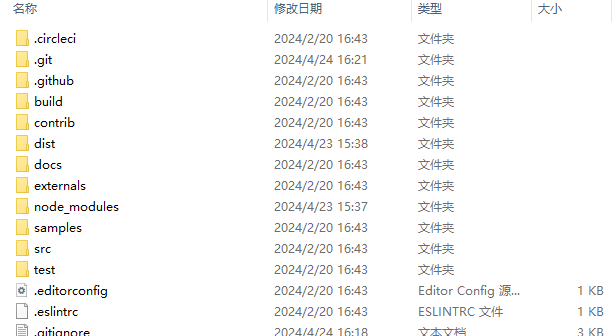 名称 修改日期 类型 大小
.circleci 2024/2/20 16:43 文件夹
.git 2024/4/24 16:21 文件夹
.github 2024/2/20 16:43 文件夹
build 2024/2/20 16:43 文件夹
contrib 2024/2/20 16:43 文件夹
dist 2024/4/23 15:38 文件夹
docs 2024/2/20 16:43 文件夹
externals 2024/2/20 16:43 文件夹
node_modules 2024/4/23 15:37 文件夹
samples 2024/2/20 16:43 文件夹
src 2024/2/20 16:43 文件夹
test 2024/2/20 16:43 文件夹
.editorconfig 2024/2/20 16:43 Editor Config 源... 1 KB
.eslintrc 2024/2/20 16:43 ESLINTRC 文件 1 KB
.gitignore 2024/4/24 16:18 文本文档 3 KB